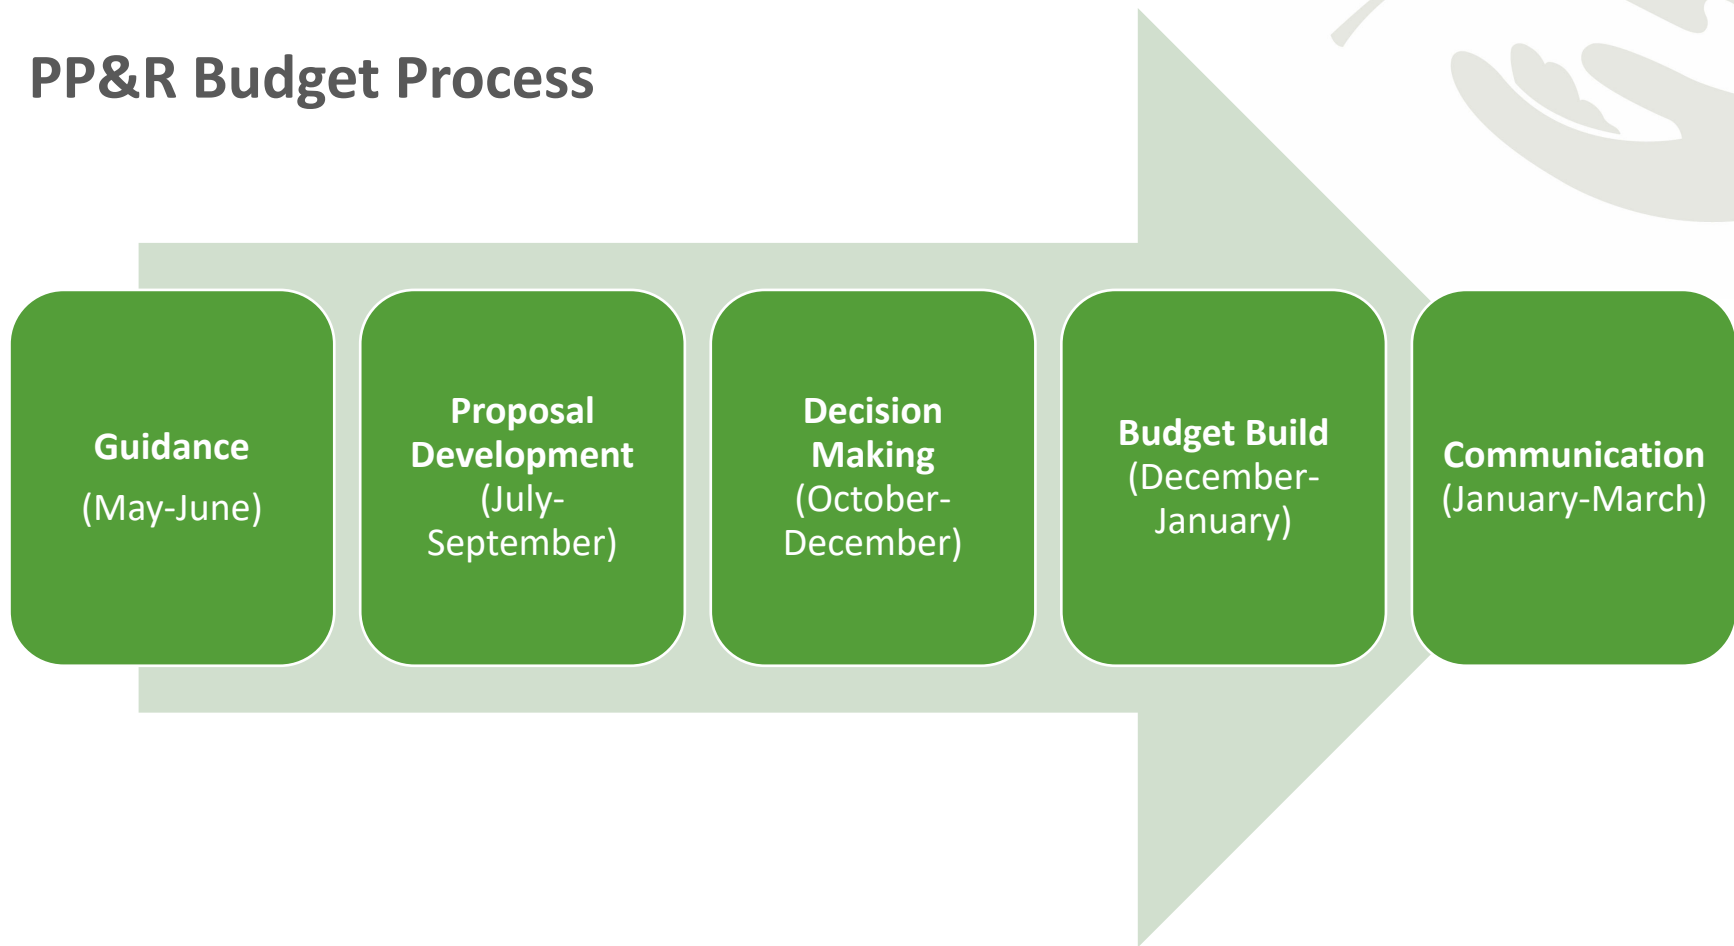 PP&R Budget Process
Guidance
(May-June)
Proposal
Development
(July-
September)
Decision
Making
(October-
December)
Budget Build
(December-
January)
Communication
(January-March)